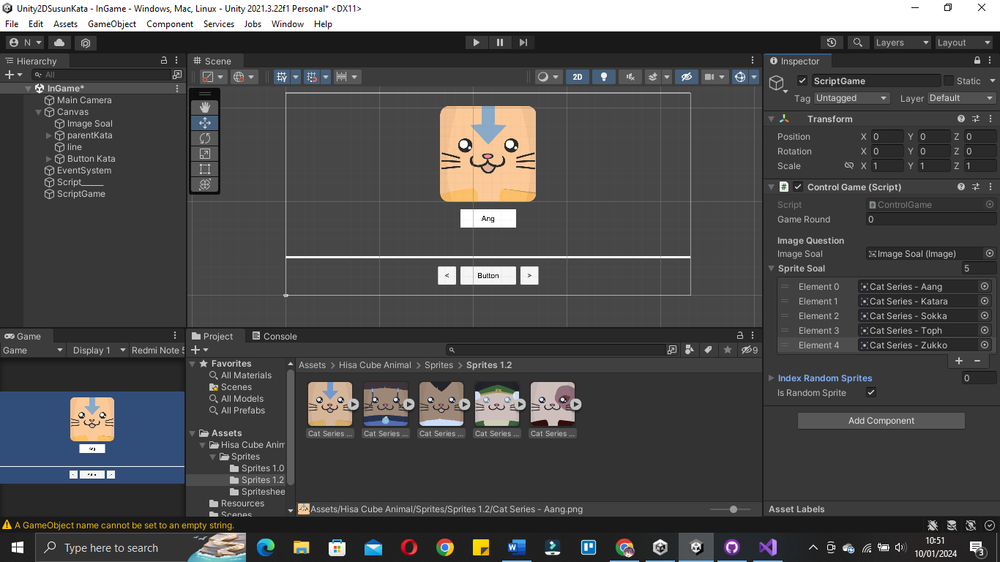 Unity2DSusunKata - InGame - Windows, Mac, Linux - Unity 2021.3.22f1 Personal* <DX11>
File Edit Assets GameObject Component Services Jobs Window Help
N Layers Layout
Hierarchy
All
InGame*
Main Camera
Canvas
Image Soal
parentKata
line
Button Kata
EventSystem
Script_____
ScriptGame
Scene
2D
Ang
< Button >
Inspector
ScriptGame Static
Tag Untagged Layer Default
Transform
Position X 0 Y 0 Z 0
Rotation X 0 Y 0 Z 0
Scale X 1 Y 1 Z 1
Control Game (Script)
Script ControlGame
Game Round 0
Image Question
Image Soal Image Soal (Image)
Sprite Soal 5
Element 0 Cat Series - Aang
Element 1 Cat Series - Katara
Element 2 Cat Series - Sokka
Element 3 Cat Series - Toph
Element 4 Cat Series - Zukko
+ -
Index Random Sprites 0
Is Random Sprite
Add Component
Asset Labels
Game
Game Display 1 Redmi Note 5
Ang
Project Console
9
Favorites
All Materials
Scenes
All Models
All Prefabs
Assets
Hisa Cube Anim
Sprites
Sprites 1.0
Sprites 1.2
Spriteshee
Resources
Scenes
Assets > Hisa Cube Animal > Sprites > Sprites 1.2
Cat Series ... Cat Series ... Cat Series ... Cat Series ... Cat Series ...
Assets/Hisa Cube Animal/Sprites/Sprites 1.2/Cat Series - Aang.png
A GameObject name cannot be set to an empty string.
Type here to search
10:51
10/01/2024
3